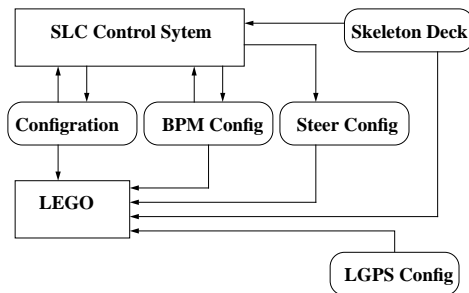 SLC Control Sytem
Skeleton Deck
Configration
BPM Config
Steer Config
LEGO
LGPS Config